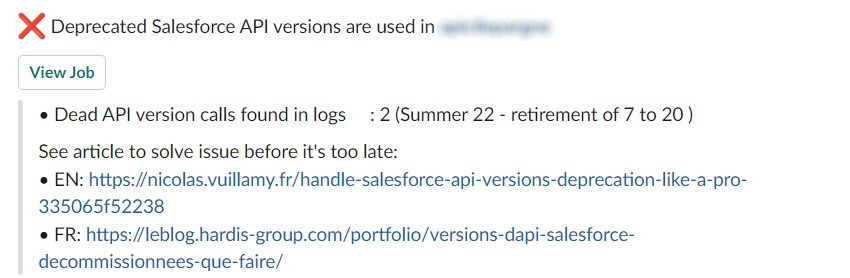 Deprecated Salesforce API versions are used in
View Job
• Dead API version calls found in logs : 2 (Summer 22 - retirement of 7 to 20 )
See article to solve issue before it's too late:
• EN: https://nicolas.vuillamy.fr/handle-salesforce-api-versions-deprecation-like-a-pro-
335065f52238
• FR: https://leblog.hardis-group.com/portfolio/versions-dapi-salesforce-
decommissionnees-que-faire/